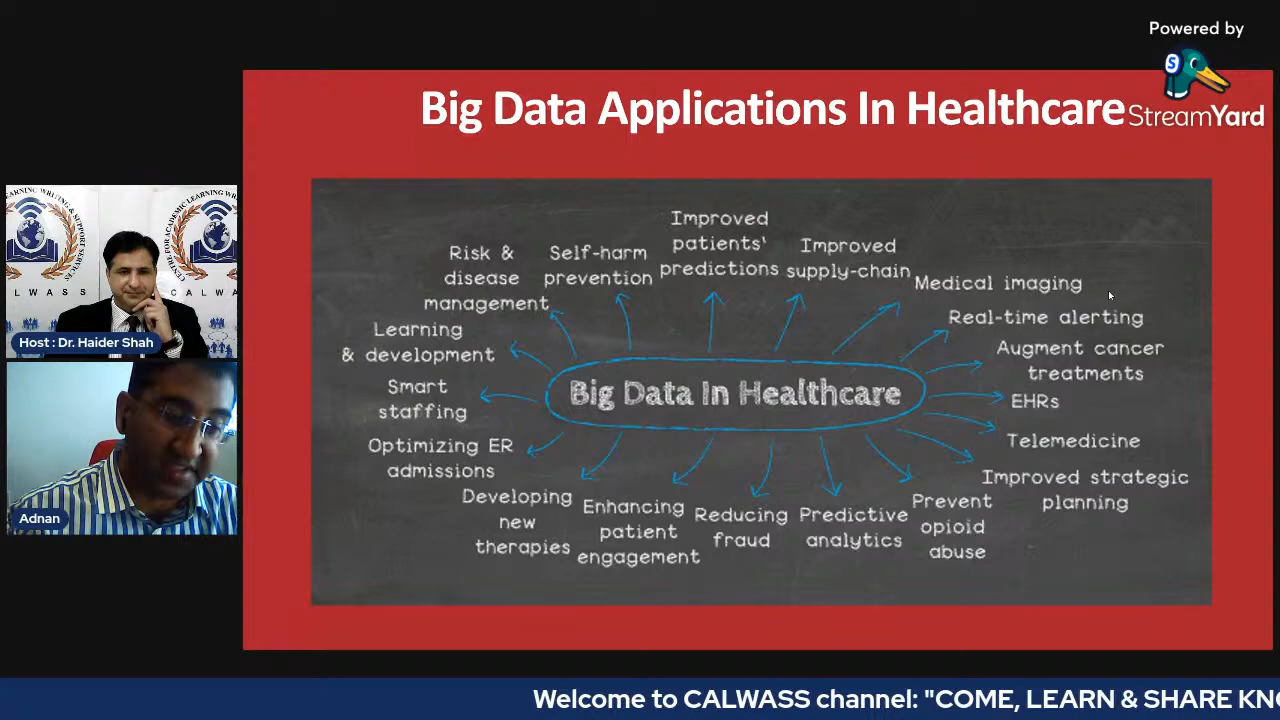 Powered by
S
StreamYard
Big Data Applications In Healthcare
Improved
patients'
predictions
Improved
supply-chain
Self-harm
prevention
Risk &
disease
management
Medical imaging
Real-time alerting
Learning
& development
Augment cancer
treatments
Smart
staffing
Big Data In Healthcare
EHRs
Optimizing ER
admissions
Telemedicine
Improved strategic
planning
Developing
new
therapies
Enhancing
patient
engagement
Reducing
fraud
Predictive
analytics
Prevent
opioid
abuse
CALWASS
Host : Dr. Haider Shah
Adnan
Welcome to CALWASS channel: "COME, LEARN & SHARE KN